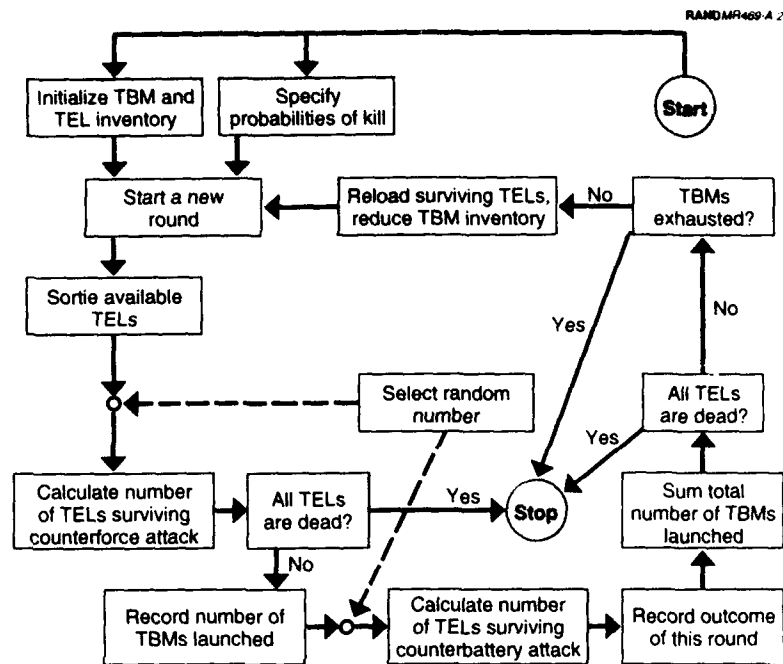 RANDMR469-A 2
Start
Initialize TBM and
TEL inventory
Specify
probabilities of kill
Start a new
round
Reload surviving TELs,
reduce TBM inventory
No
TBMs
exhausted?
Sortie available
TELs
Yes
No
Select random
number
All TELs
are dead?
Yes
Calculate number
of TELs surviving
counterforce attack
All TELs
are dead?
Yes
Stop
Sum total
number of TBMs
launched
No
Record number of
TBMs launched
Calculate number
of TELs surviving
counterbattery attack
Record outcome
of this round